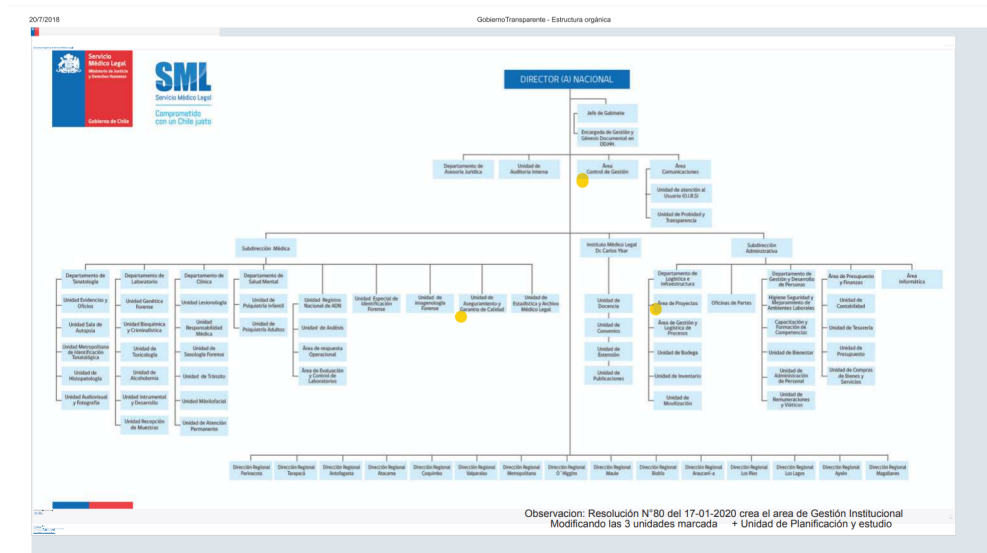 20/7/2018
GobiernoTransparente - Estructura orgánica
Servicio
Médico Legal
Ministerio de Justicia
y Derechos Humanos
Gobierno de Chile
SML
Servicio Médico Legal
Comprometido
con un Chile justo
DIRECTOR (A) NACIONAL
Jefe de Gabinete
Encargada de Gestión y
Génesis Documental en
DDHH.
Departamento de
Asesoría Jurídica
Unidad de
Auditoría Interna
Área
Control de Gestión
Área
Comunicaciones
Unidad de atención al
Usuario (O.I.R.S)
Unidad de Probidad y
Transparencia
Subdirección Médica
Instituto Médico Legal
Dr. Carlos Ybar
Subdirección
Administrativa
Departamento de
Tanatología
Unidad Evidencias y
Oficios
Unidad Sala de
Autopsia
Unidad Metropolitana
de Identificación
Tanatológica
Unidad de
Histopatología
Unidad Audiovisual
y Fotografía
Departamento de
Laboratorio
Unidad Genética
Forense
Unidad Bioquímica
y Criminalística
Unidad de
Toxicología
Unidad de
Alcoholemia
Unidad Intrumental
y Desarrollo
Unidad Recepción
de Muestras
Departamento de
Clínica
Unidad Lesionología
Unidad
Responsabilidad
Médica
Unidad de
Sexología Forense
Unidad de Tránsito
Unidad Máxilofacial
Unidad de Atención
Permanente
Departamento de
Salud Mental
Unidad de
Psiquiatría Infantil
Unidad de
Psiquiatría Adultos
Unidad Registro
Nacional de ADN
Unidad de Análisis
Área de respuesta
Operacional
Área de Evaluación
y Control de
Laboratorios
Unidad Especial de
Identificación
Forense
Unidad de
Imagenología
Forense
Unidad de
Aseguramiento y
Garantía de Calidad
Unidad de
Estadística y Archivo
Médico Legal
Unidad de
Docencia
Unidad de
Convenios
Unidad de
Extensión
Unidad de
Publicaciones
Departamento de
Logística e
Infraestructura
Área de Proyectos
Área de Gestión y
Logística de
Procesos
Unidad de Bodega
Unidad de Inventario
Unidad de
Movilización
Oficinas de Partes
Departamento de
Gestión y Desarrollo
de Personas
Higiene Seguridad y
Mejoramiento de
Ambientes Laborales
Capacitación y
Formación de
Competencias
Unidad de Bienestar
Unidad de
Administración
de Personal
Unidad de
Remuneraciones
y Viáticos
Área de Presupuesto
y Finanzas
Unidad de
Contabilidad
Unidad de Tesorería
Unidad de
Presupuesto
Unidad de Compras
de Bienes y
Servicios
Área
Informática
Dirección Regional
Parinacota
Dirección Regional
Tarapacá
Dirección Regional
Antofagasta
Dirección Regional
Atacama
Dirección Regional
Coquimbo
Dirección Regional
Valparaíso
Dirección Regional
Metropolitana
Dirección Regional
O´Higgins
Dirección Regional
Maule
Dirección Regional
Biobío
Dirección Regional
Araucaní-a
Dirección Regional
Los Ríos
Dirección Regional
Los Lagos
Dirección Regional
Aysén
Dirección Regional
Magallanes
Observacion: Resolución N°80 del 17-01-2020 crea el area de Gestión Institucional
Modificando las 3 unidades marcada + Unidad de Planificación y estudio